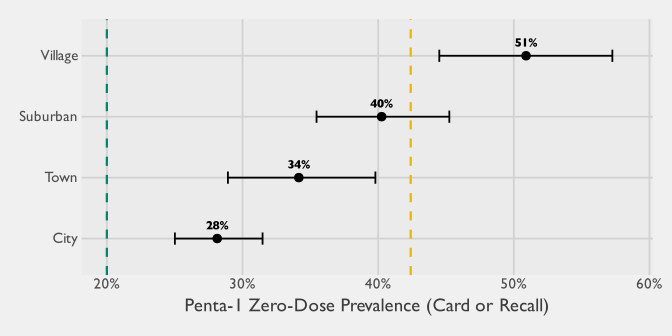 51%
Village
40%
Suburban
34%
Town
28%
City
20% 30% 40% 50% 60%
Penta-1 Zero-Dose Prevalence (Card or Recall)